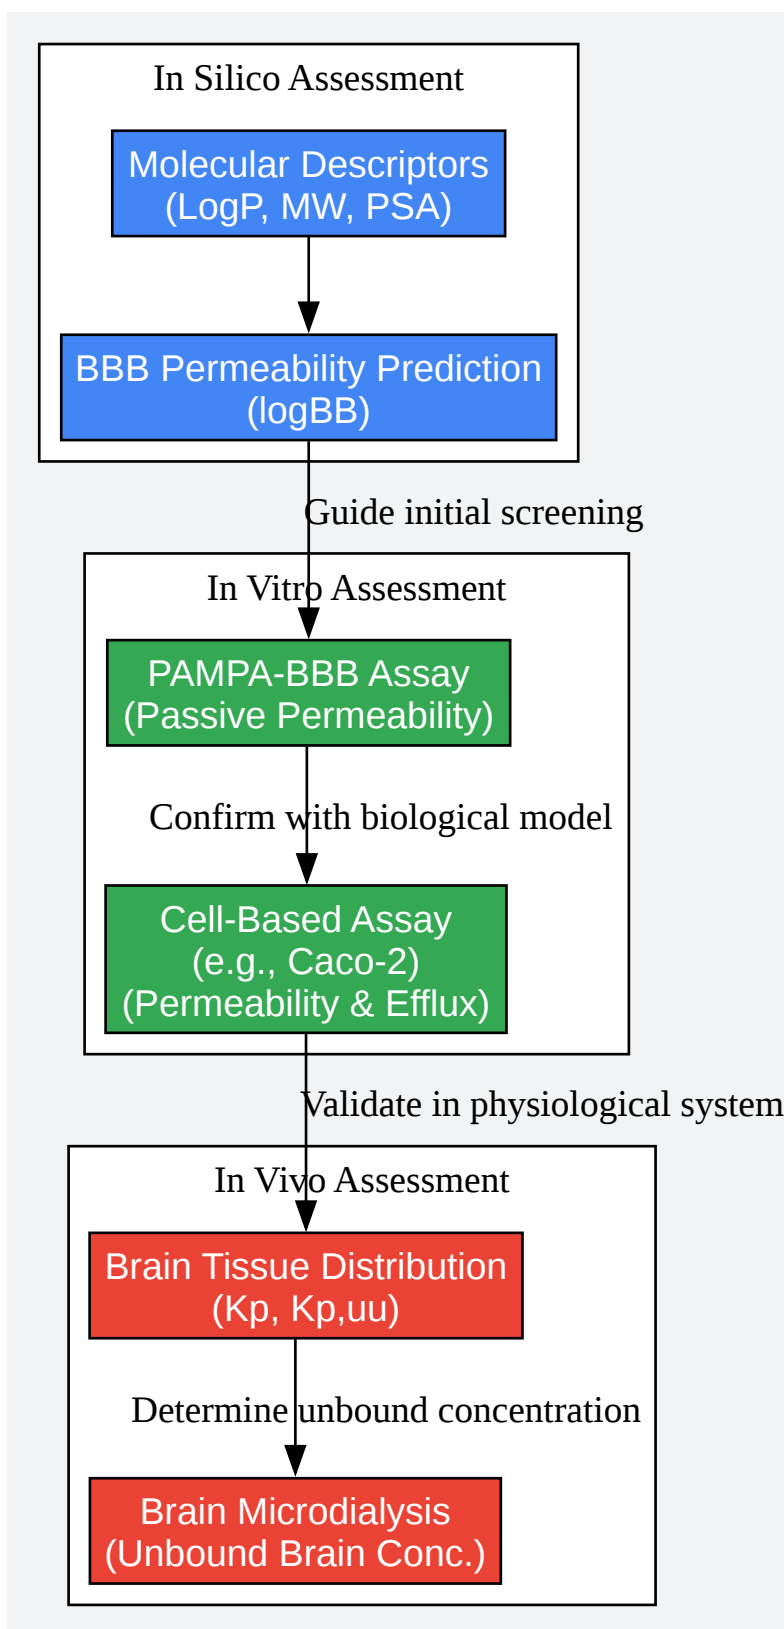 In Silico Assessment
Molecular Descriptors
(LogP, MW, PSA)
BBB Permeability Prediction
(logBB)
Guide initial screening
In Vitro Assessment
PAMPA-BBB Assay
(Passive Permeability)
Confirm with biological model
Cell-Based Assay
(e.g., Caco-2)
(Permeability & Efflux)
Validate in physiological system
In Vivo Assessment
Brain Tissue Distribution
(Kp, Kp,uu)
Determine unbound concentration
Brain Microdialysis
(Unbound Brain Conc.)